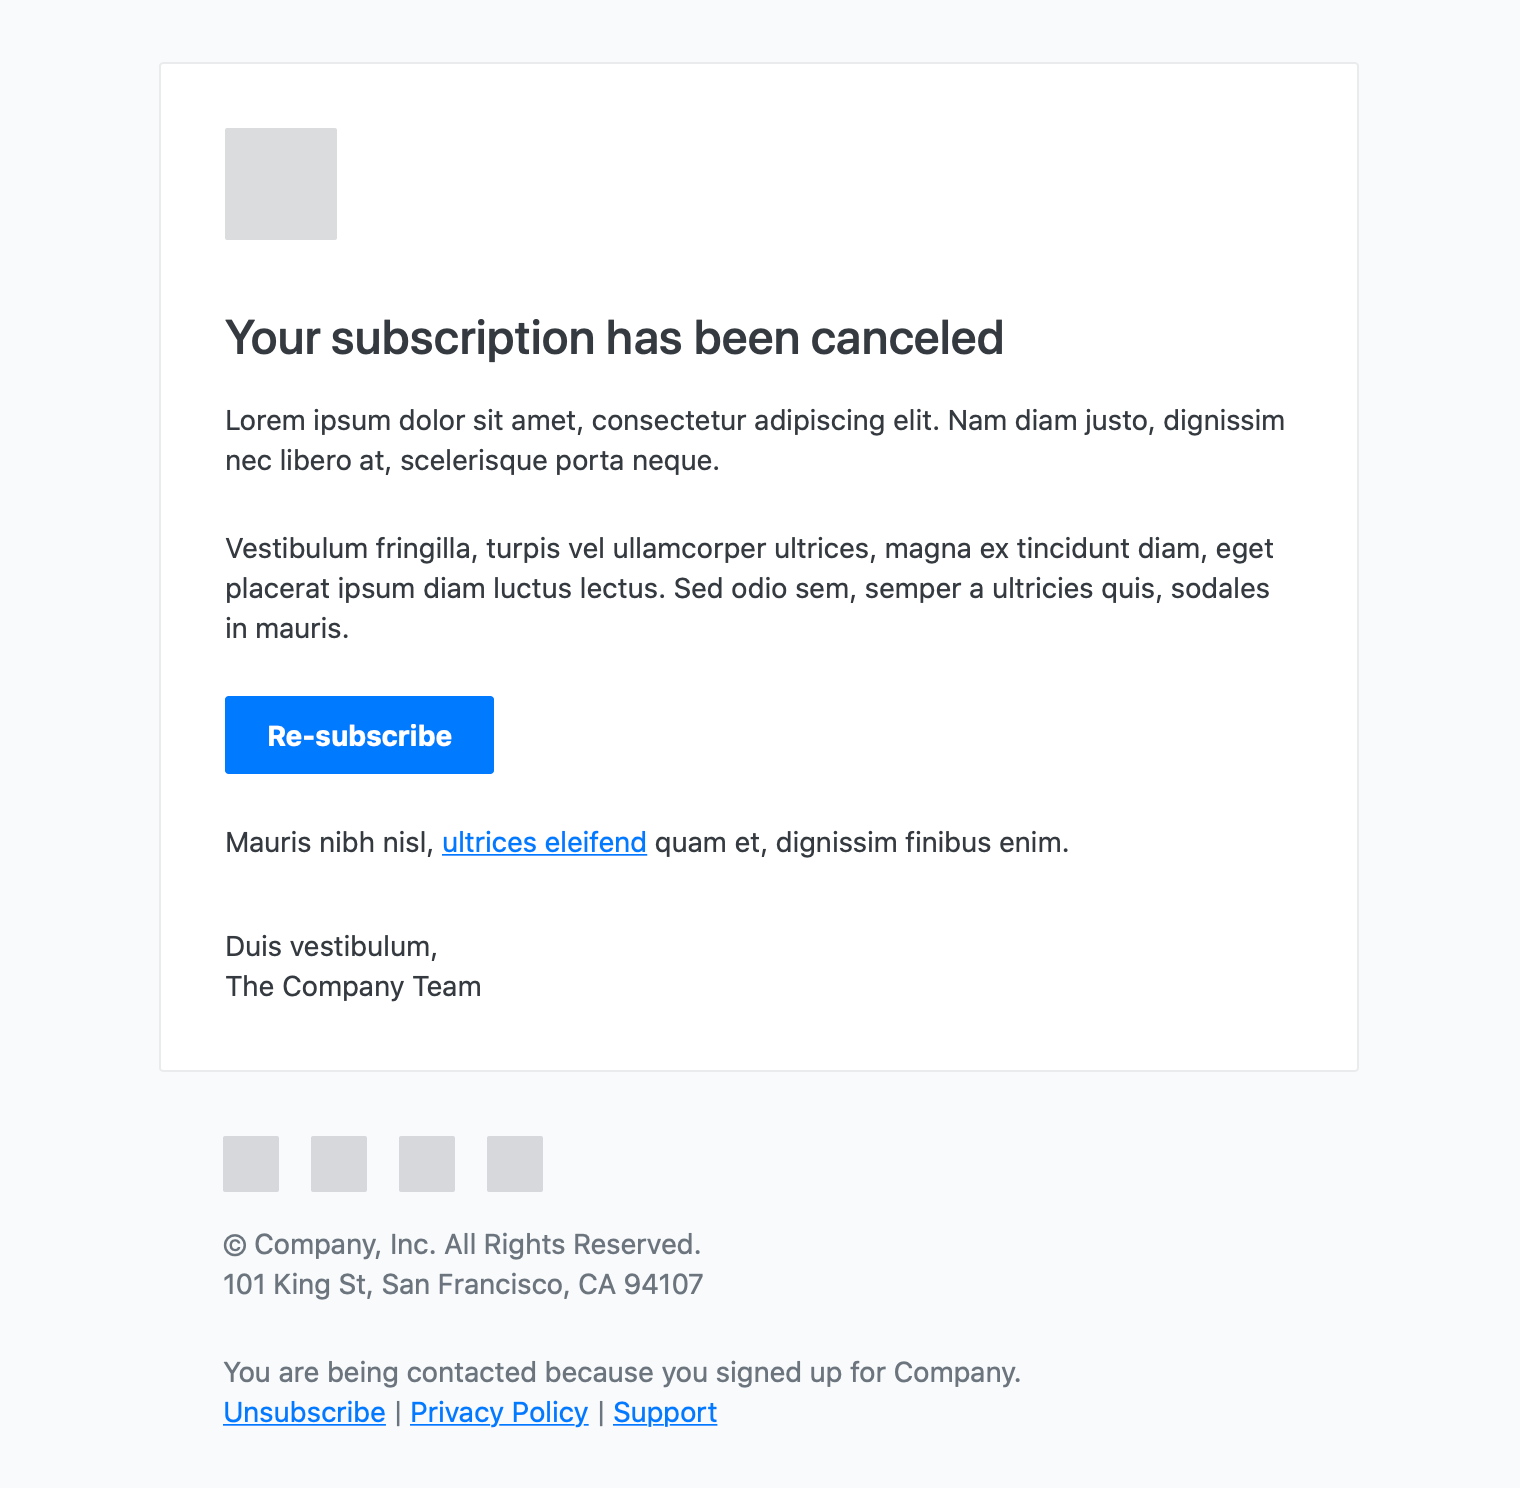 Your subscription has been canceled
Lorem ipsum dolor sit amet, consectetur adipiscing elit. Nam diam justo, dignissim
nec libero at, scelerisque porta neque.
Vestibulum fringilla, turpis vel ullamcorper ultrices, magna ex tincidunt diam, eget
placerat ipsum diam luctus lectus. Sed odio sem, semper a ultricies quis, sodales
in mauris.
Re-subscribe
Mauris nibh nisl, ultrices eleifend quam et, dignissim finibus enim.
Duis vestibulum,
The Company Team
© Company, Inc. All Rights Reserved.
101 King St, San Francisco, CA 94107
You are being contacted because you signed up for Company.
Unsubscribe | Privacy Policy | Support